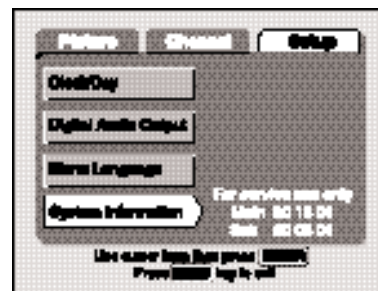 Picture Channel Setup
Clock/Day
Digital Audio Output
Menu Language
System Information
For service use only
Main
Sub
Use cursor keys, then press
Press key to exit